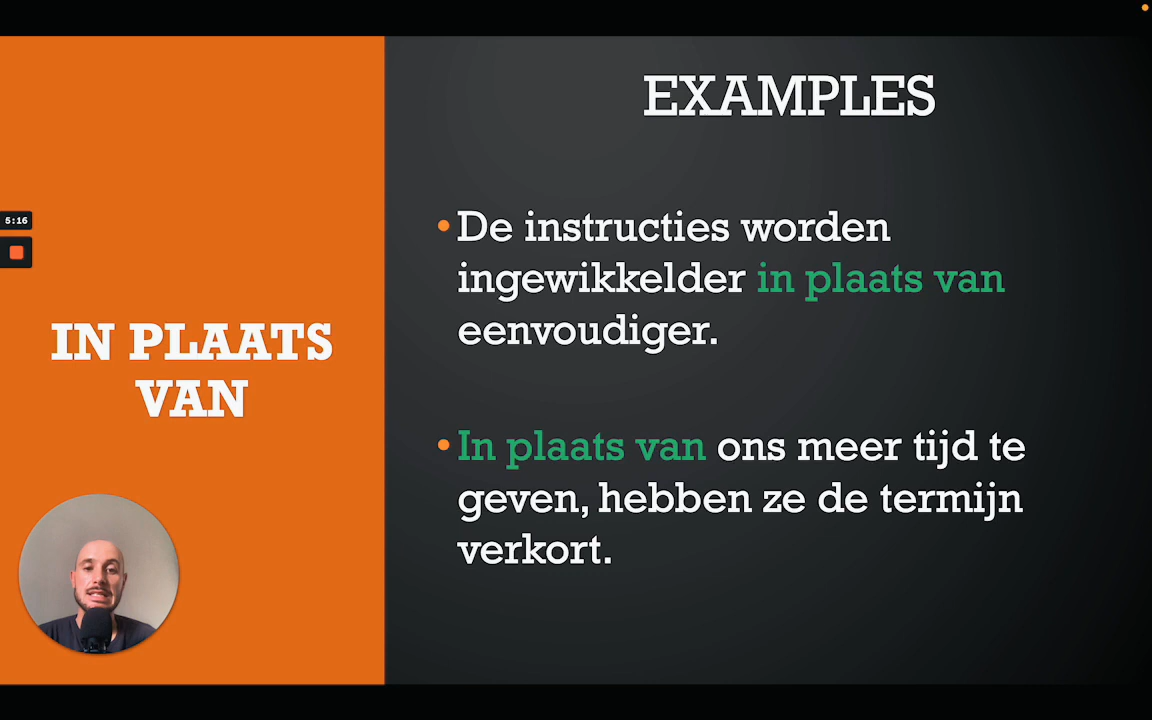 EXAMPLES
• De instructies worden
ingewikkelder in plaats van
eenvoudiger.
5:16
IN PLAATS
VAN
• In plaats van ons meer tijd te
geven, hebben ze de termijn
verkort.